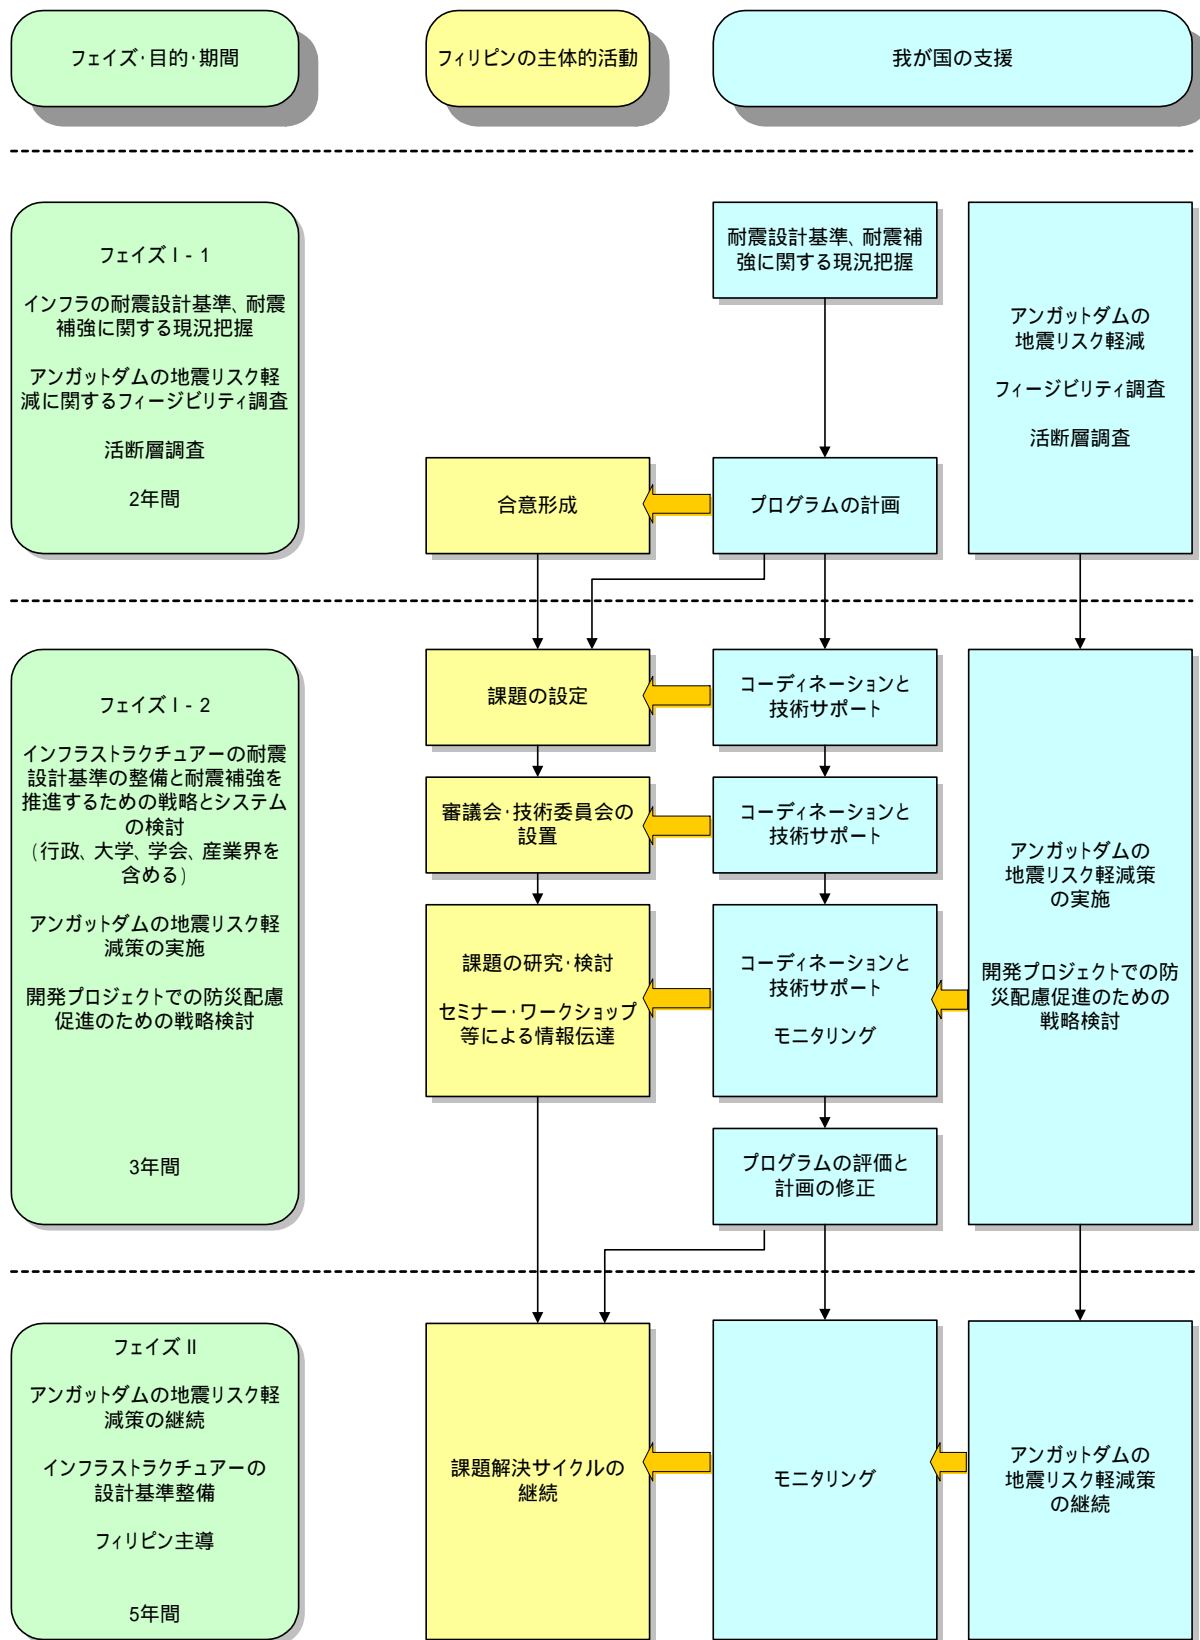 フェイズ・目的・期間
フィリピンの主体的活動
我が国の支援
フェイズ I - 1
インフラの耐震設計基準、耐震
補強に関する現況把握
アンガットダムの地震リスク軽
減に関するフィージビリティ調査
活断層調査
2年間
耐震設計基準、耐震補
強に関する現況把握
アンガットダムの
地震リスク軽減
フィージビリティ調査
活断層調査
合意形成
プログラムの計画
フェイズ I - 2
インフラストラクチュアーの耐震
設計基準の整備と耐震補強を
推進するための戦略とシステム
の検討
(行政、大学、学会、産業界を
含める)
アンガットダムの地震リスク軽
減策の実施
開発プロジェクトでの防災配慮
促進のための戦略検討
3年間
課題の設定
コーディネーションと
技術サポート
審議会・技術委員会の
設置
コーディネーションと
技術サポート
課題の研究・検討
セミナー・ワークショップ
等による情報伝達
コーディネーションと
技術サポート
モニタリング
アンガットダムの
地震リスク軽減策
の実施
開発プロジェクトでの防
災配慮促進のための
戦略検討
プログラムの評価と
計画の修正
フェイズ II
アンガットダムの地震リスク軽
減策の継続
インフラストラクチュアーの
設計基準整備
フィリピン主導
5年間
課題解決サイクルの
継続
モニタリング
アンガットダムの
地震リスク軽減策
の継続